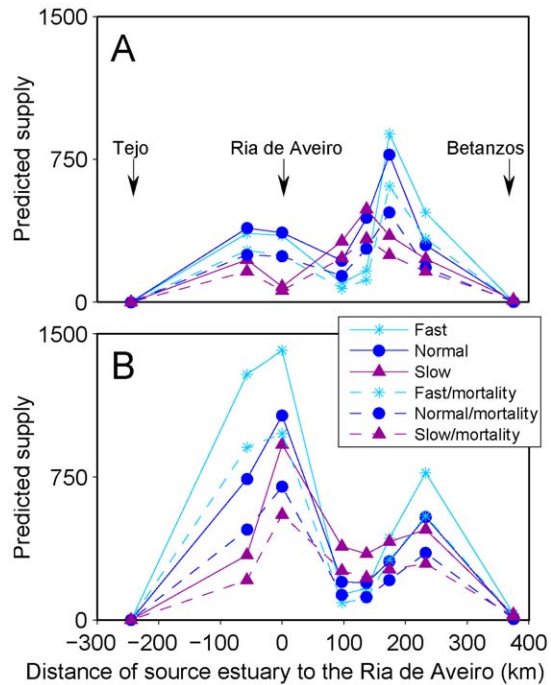 1500
A
Predicted supply
750
Tejo
Ria de Aveiro
Betanzos
0
1500
Fast
Normal
Slow
Fast/mortality
Normal/mortality
Slow/mortality
B
Predicted supply
750
0
−300 −200 −100 0 100 200 300 400
Distance of source estuary to the Ria de Aveiro (km)